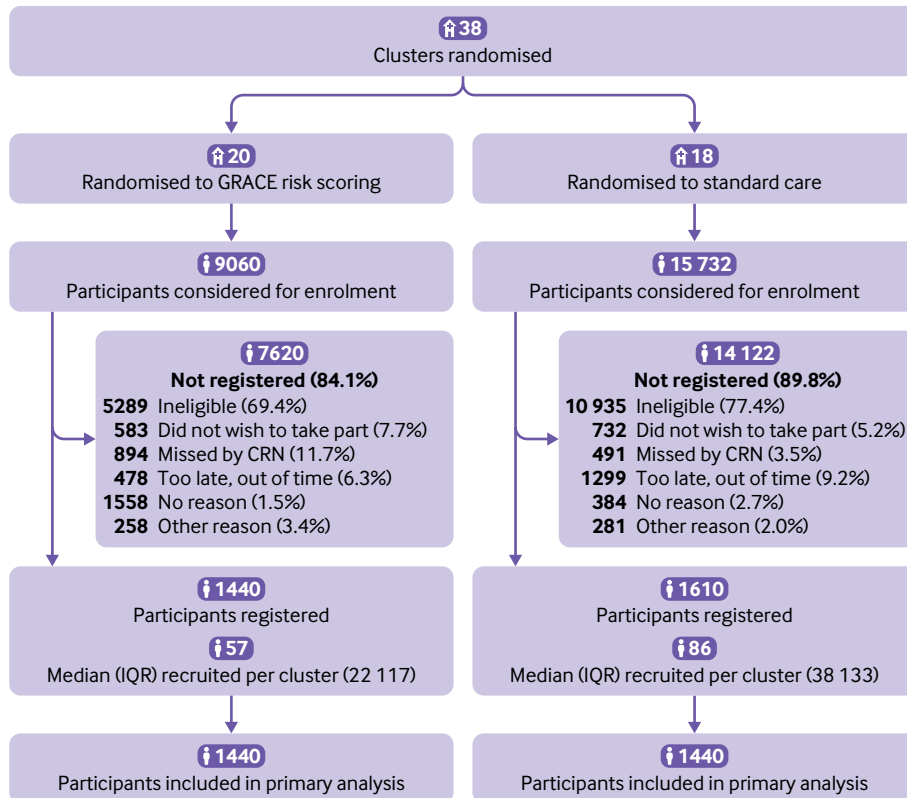 38
Clusters randomised
20
Randomised to GRACE risk scoring
18
Randomised to standard care
9060
Participants considered for enrolment
15 732
Participants considered for enrolment
7620
Not registered (84.1%)
5289 Ineligible (69.4%)
583 Did not wish to take part (7.7%)
894 Missed by CRN (11.7%)
478 Too late, out of time (6.3%)
1558 No reason (1.5%)
258 Other reason (3.4%)
14 122
Not registered (89.8%)
10 935 Ineligible (77.4%)
732 Did not wish to take part (5.2%)
491 Missed by CRN (3.5%)
1299 Too late, out of time (9.2%)
384 No reason (2.7%)
281 Other reason (2.0%)
1440
Participants registered
57
Median (IQR) recruited per cluster (22 117)
1610
Participants registered
86
Median (IQR) recruited per cluster (38 133)
1440
Participants included in primary analysis
1440
Participants included in primary analysis